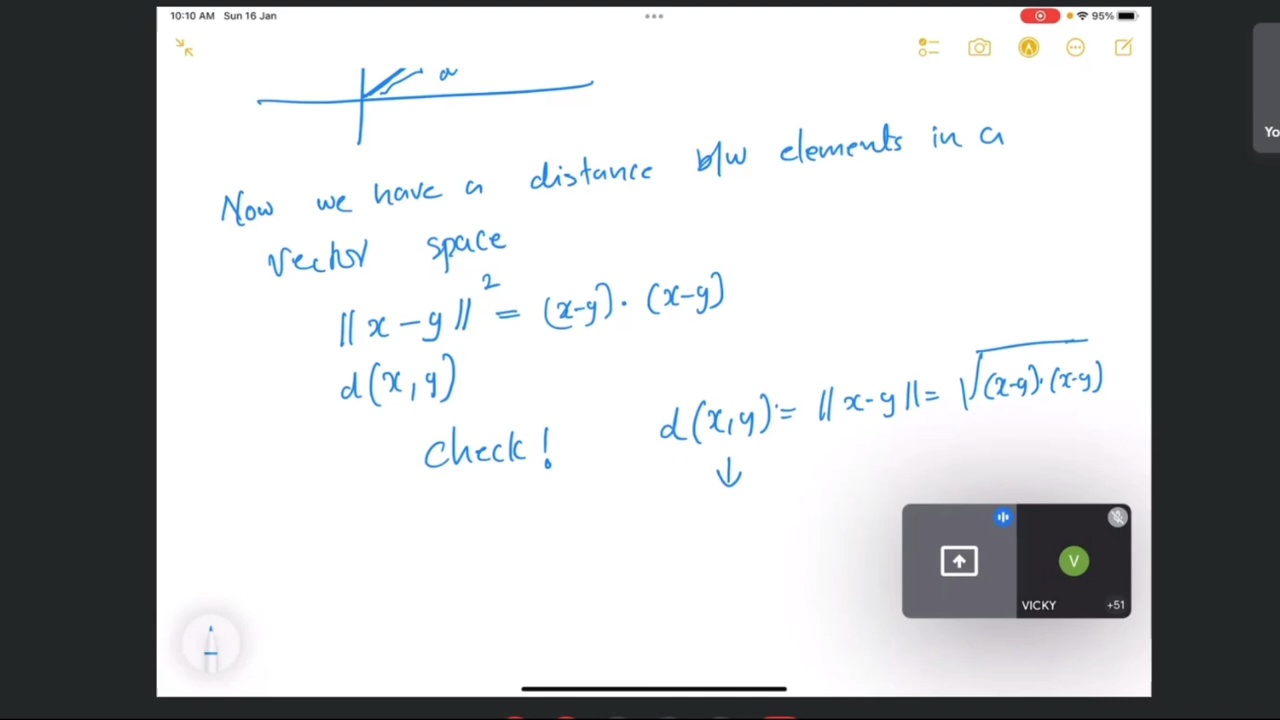 10:10 AM Sun 16 Jan
95%
a
Now we have a distance b/w elements in a
vector space
||x-y||² = (x-y)·(x-y)
d(x,y)
d(x,y) := ||x-y|| = √(x-y)·(x-y)
check!
↓
Yo
V
VICKY
+51